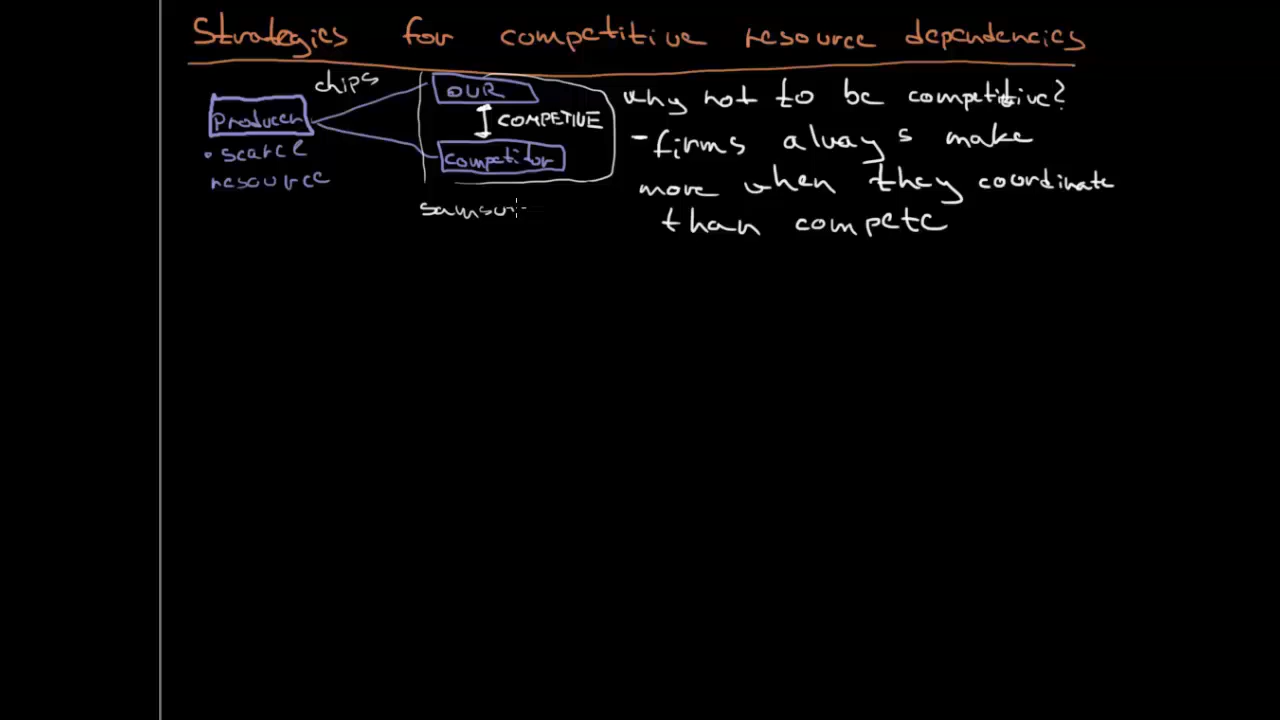 Strategies for competitive resource dependencies
chips
OUR
COMPETIVE
Producer
competitor
• scarce
resource
samsu
why not to be competitive?
- firms always make
more when they coordinate
than compete